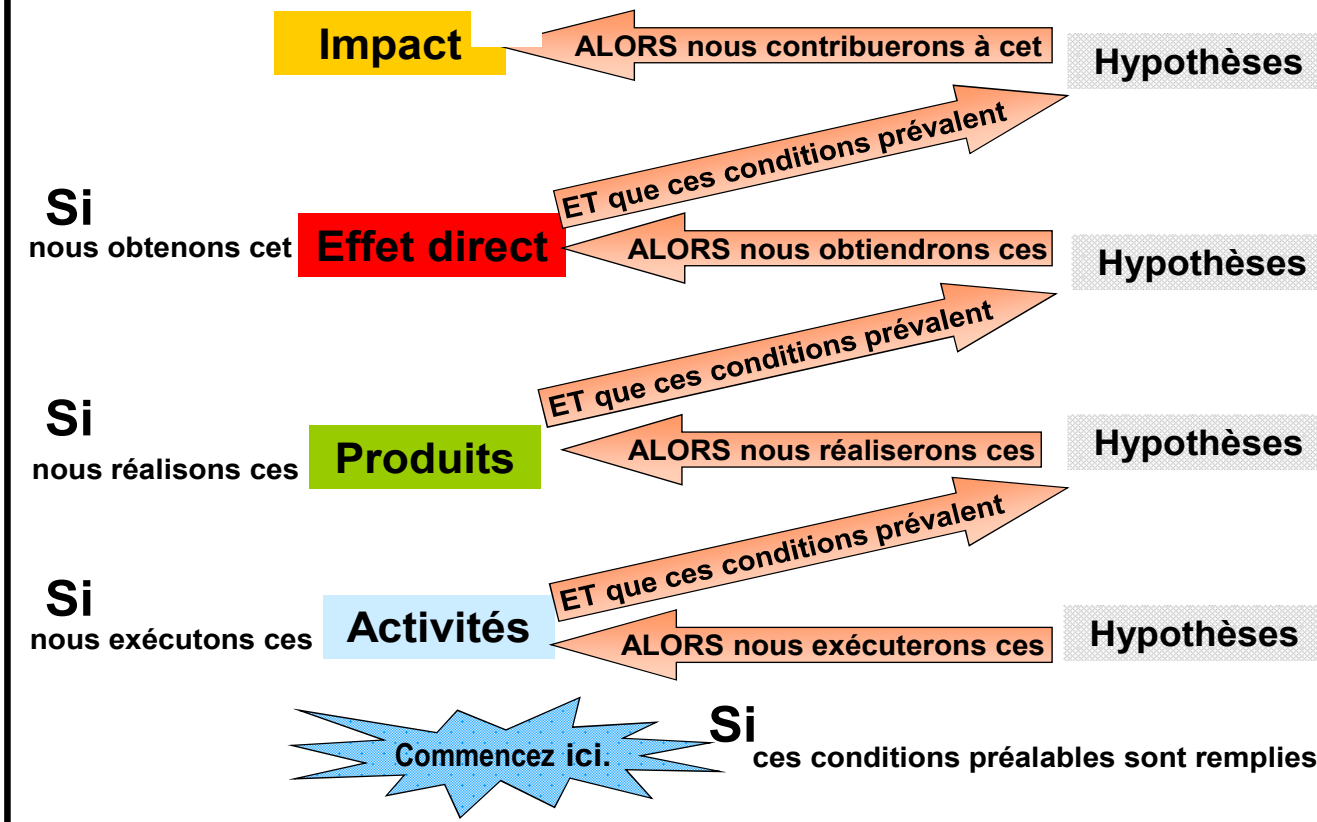 Impact
ALORS nous contribuerons à cet
Hypothèses
ET que ces conditions prévalent
Si
nous obtenons cet
Effet direct
ALORS nous obtiendrons ces
Hypothèses
ET que ces conditions prévalent
Si
nous réalisons ces
Produits
ALORS nous réaliserons ces
Hypothèses
ET que ces conditions prévalent
Si
nous exécutons ces
Activités
ALORS nous exécuterons ces
Hypothèses
Commencez ici.
Si
ces conditions préalables sont remplies